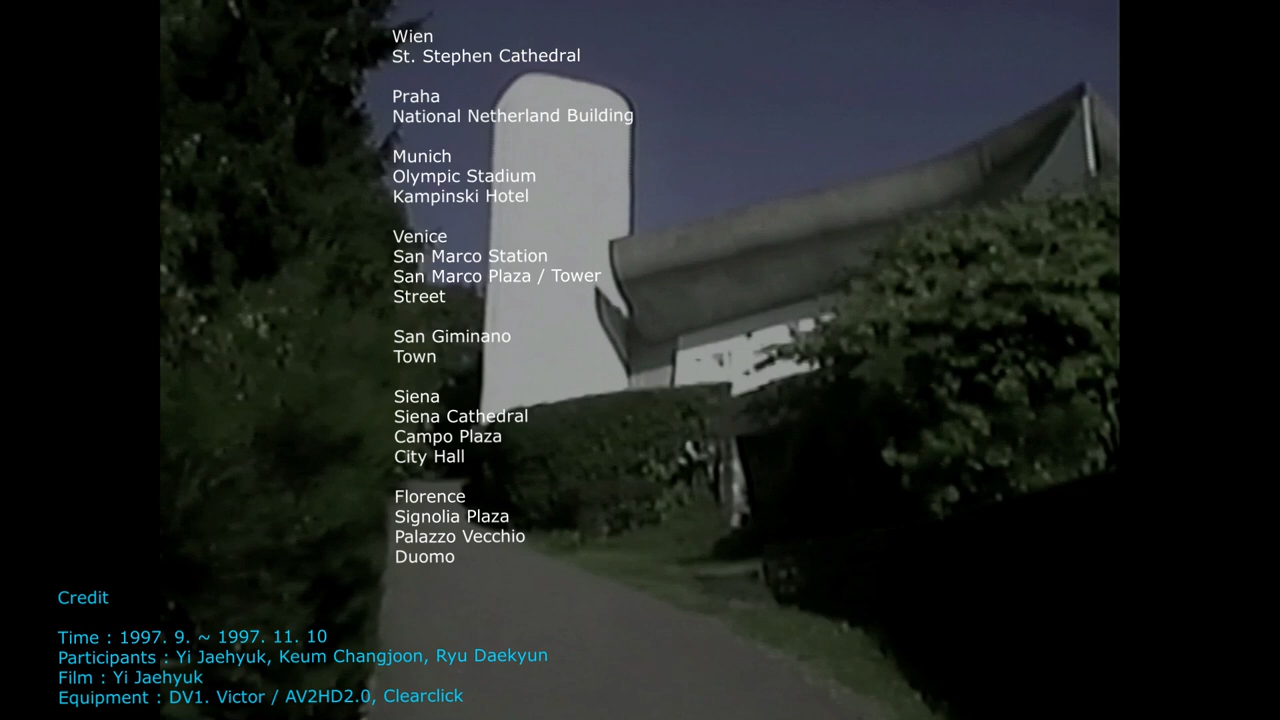 Wien
St. Stephen Cathedral
Praha
National Netherland Building
Munich
Olympic Stadium
Kampinski Hotel
Venice
San Marco Station
San Marco Plaza / Tower
Street
San Giminano
Town
Siena
Siena Cathedral
Campo Plaza
City Hall
Florence
Signolia Plaza
Palazzo Vecchio
Duomo
Credit
Time : 1997. 9. ~ 1997. 11. 10
Participants : Yi Jaehyuk, Keum Changjoon, Ryu Daekyun
Film : Yi Jaehyuk
Equipment : DV1. Victor / AV2HD2.0, Clearclick